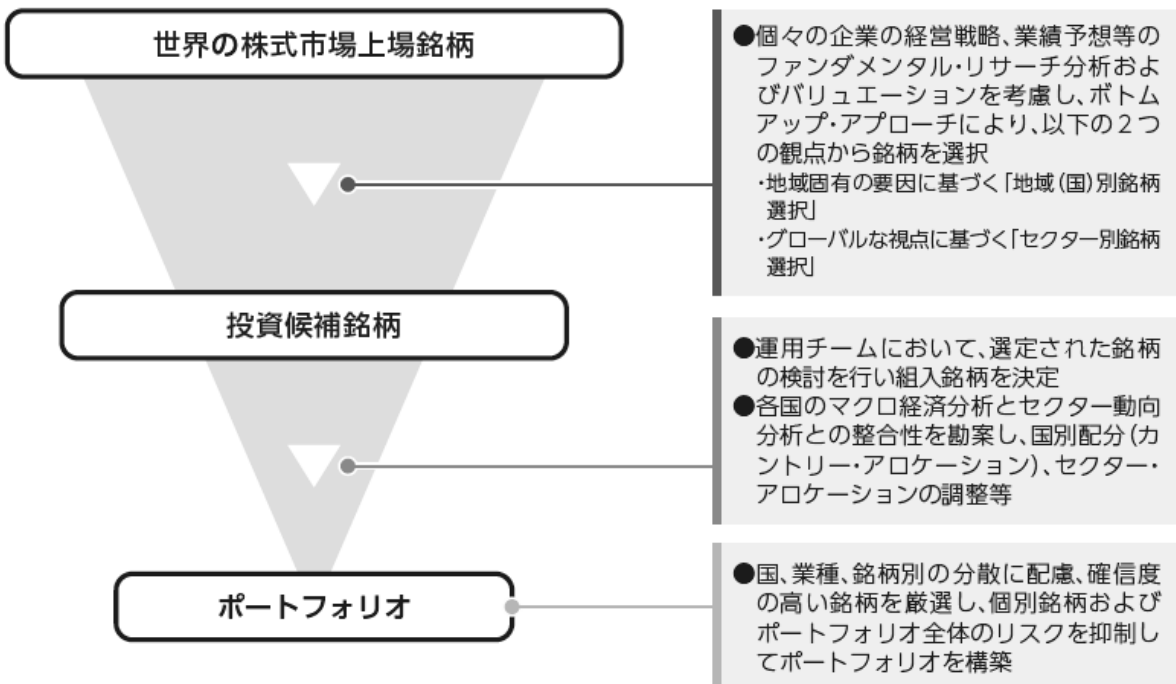 世界の株式市場上場銘柄
●個々の企業の経営戦略、業績予想等の
ファンダメンタル・リサーチ分析およ
びバリュエーションを考慮し、ボトム
アップ・アプローチにより、以下の２つ
の観点から銘柄を選択
・地域固有の要因に基づく「地域(国)別銘柄
選択」
・グローバルな視点に基づく「セクター別銘柄
選択」
投資候補銘柄
●運用チームにおいて、選定された銘柄
の検討を行い組入銘柄を決定
●各国のマクロ経済分析とセクター動向
分析との整合性を勘案し、国別配分(カ
ントリー・アロケーション)、セクター・
アロケーションの調整等
ポートフォリオ
●国、業種、銘柄別の分散に配慮、確信度
の高い銘柄を厳選し、個別銘柄および
ポートフォリオ全体のリスクを抑制し
てポートフォリオを構築